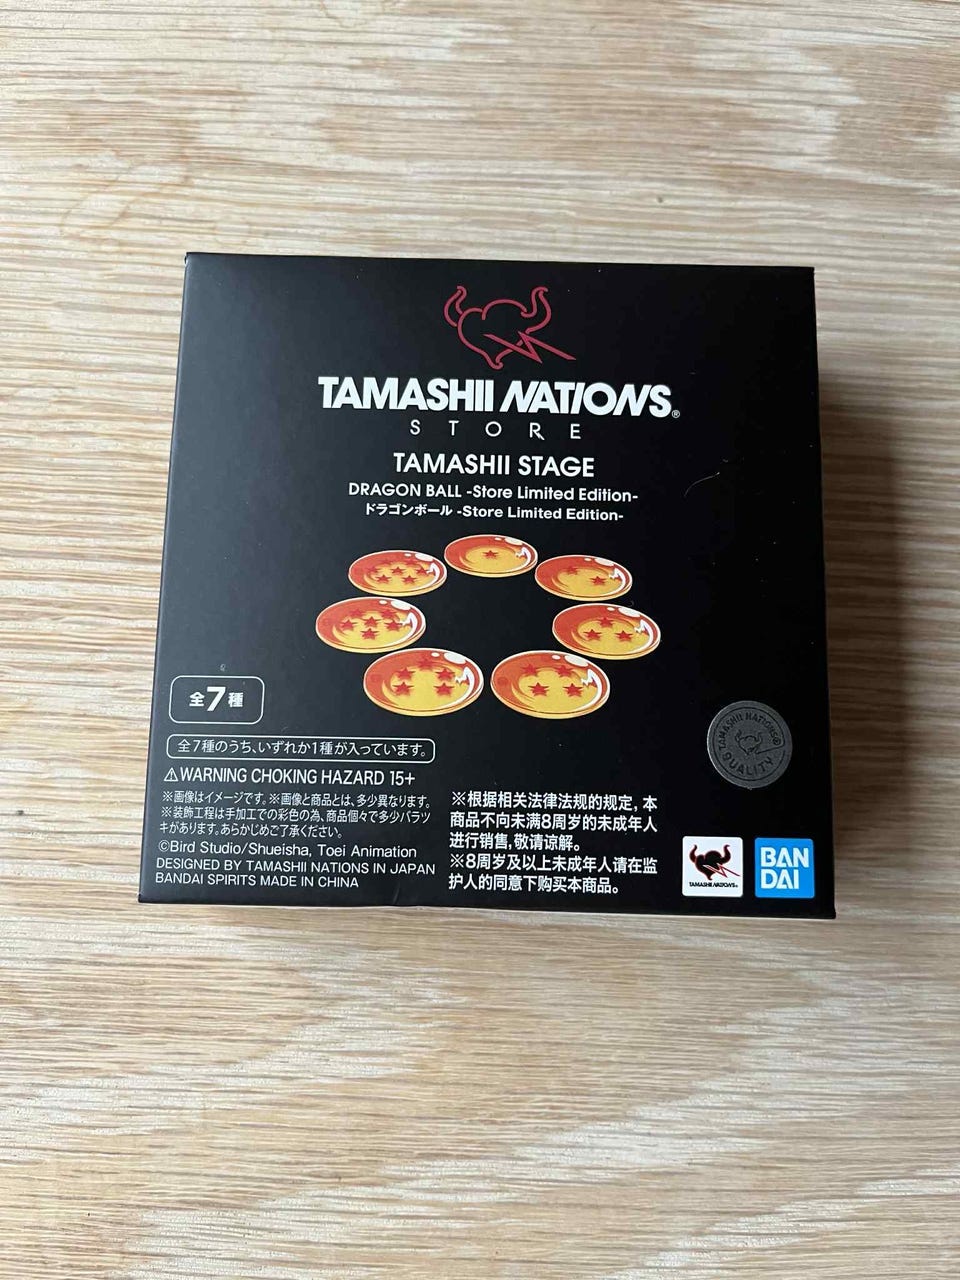 TAMASHII NATIONS®
STORE
TAMASHII STAGE
DRAGON BALL -Store Limited Edition-
ドラゴンボール -Store Limited Edition-
全7種
全7種のうち、いずれか1種が入っています。
⚠WARNING CHOKING HAZARD 15+
※画像はイメージです。※画像と商品とは、多少異なります。
※装飾工程は手加工での彩色の為、商品個々で多少バラツ
キがあります。あらかじめご了承ください。
©Bird Studio/Shueisha, Toei Animation
DESIGNED BY TAMASHII NATIONS IN JAPAN
BANDAI SPIRITS MADE IN CHINA
※根据相关法律法规的规定, 本
商品不向未满8周岁的未成年人
进行销售,敬请谅解。
※8周岁及以上未成年人请在监
护人的同意下购买本商品。
TAMASHII NATIONS®
QUALITY
TAMASHII NATIONS®
BAN
DAI